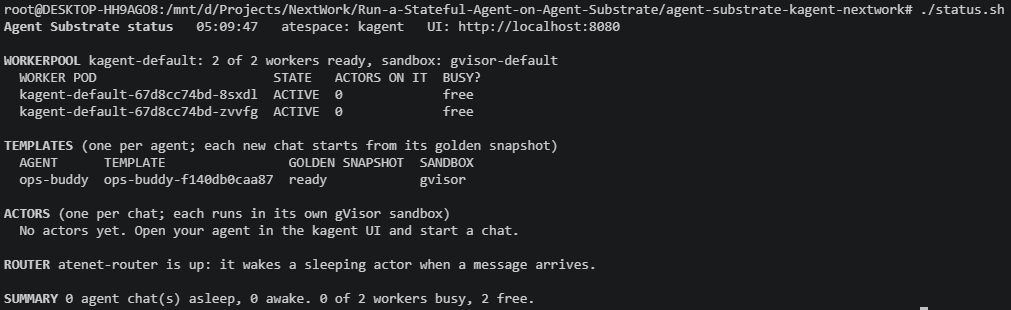 root@DESKTOP-HH9AGO8:/mnt/d/Projects/NextWork/Run-a-Stateful-Agent-on-Agent-Substrate/agent-substrate-kagent-nextwork# ./status.sh
Agent Substrate status   05:09:47   atespace: kagent   UI: http://localhost:8080
WORKERPOOL kagent-default: 2 of 2 workers ready, sandbox: gvisor-default
WORKER POD STATE ACTORS ON IT BUSY?
kagent-default-67d8cc74bd-8sxdl ACTIVE 0 free
kagent-default-67d8cc74bd-zvvfg ACTIVE 0 free
TEMPLATES (one per agent; each new chat starts from its golden snapshot)
AGENT TEMPLATE GOLDEN SNAPSHOT SANDBOX
ops-buddy ops-buddy-f140db0caa87 ready gvisor
ACTORS (one per chat; each runs in its own gVisor sandbox)
No actors yet. Open your agent in the kagent UI and start a chat.
ROUTER atenet-router is up: it wakes a sleeping actor when a message arrives.
SUMMARY 0 agent chat(s) asleep, 0 awake. 0 of 2 workers busy, 2 free.